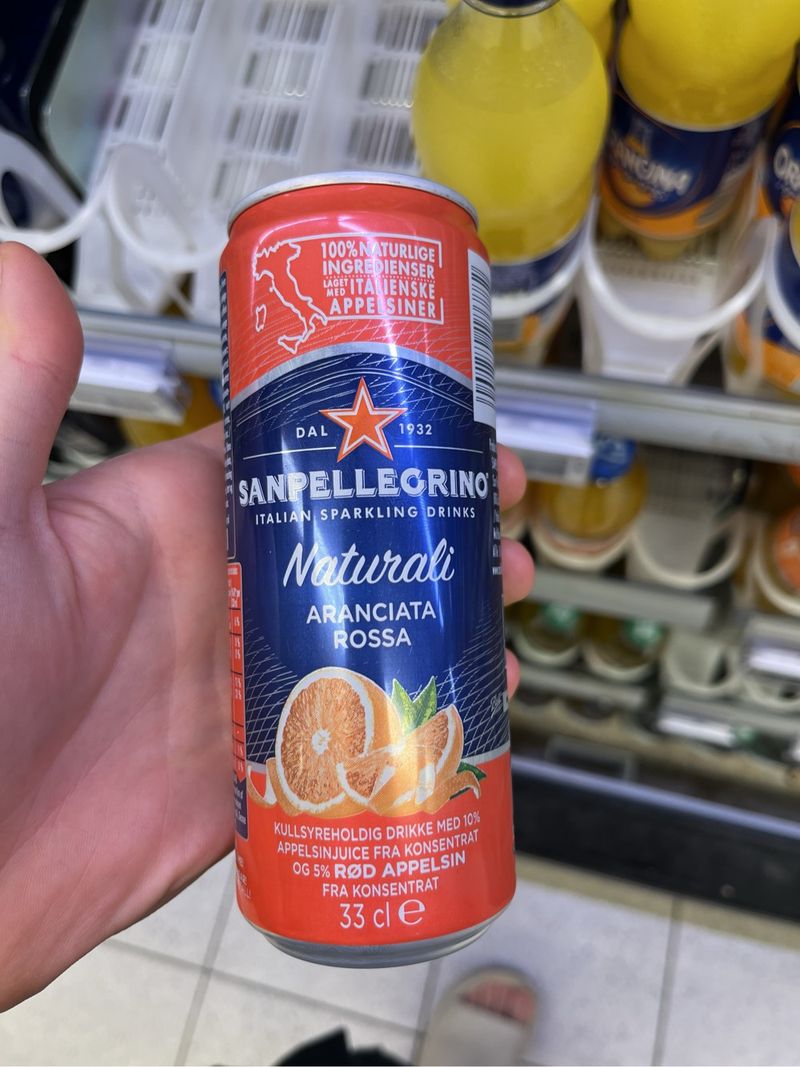 100% NATURLIGE
INGREDIENSER
LAGET MED ITALIENSKE
APPELSINER
DAL 1932
SANPELLEGRINO
ITALIAN SPARKLING DRINKS
Naturali
ARANCIATA
ROSSA
KULLSYREHOLDIG DRIKKE MED 10%
APPELSINJUICE FRA KONSENTRAT
OG 5% RØD APPELSIN
FRA KONSENTRAT
33 cl e